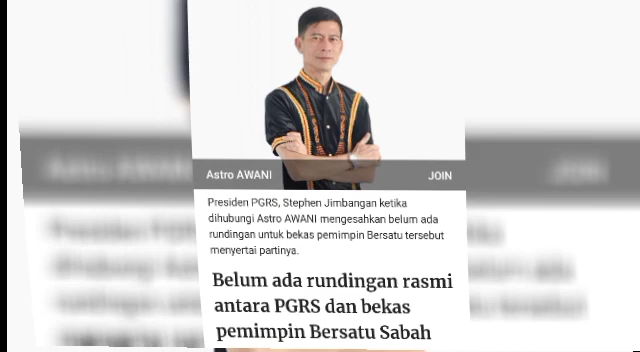 Astro AWANI
JOIN
Presiden PGRS, Stephen Jimbangan ketika
dihubungi Astro AWANI mengesahkan belum ada
rundingan untuk bekas pemimpin Bersatu tersebut
menyertai partinya.
Belum ada rundingan rasmi
antara PGRS dan bekas
pemimpin Bersatu Sabah